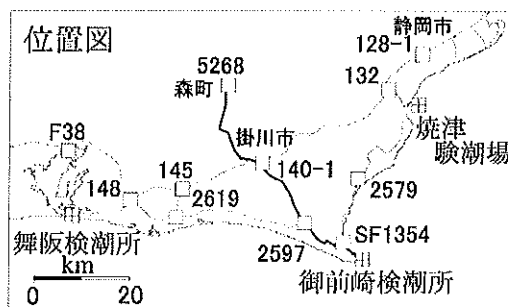 位置図
静岡市
128-1
5268
132
森町
焼津
験潮場
F38
掛川市
140-1
145
148
2619
2579
舞阪検潮所
SF1354
2597
km
御前崎検潮所
0 20